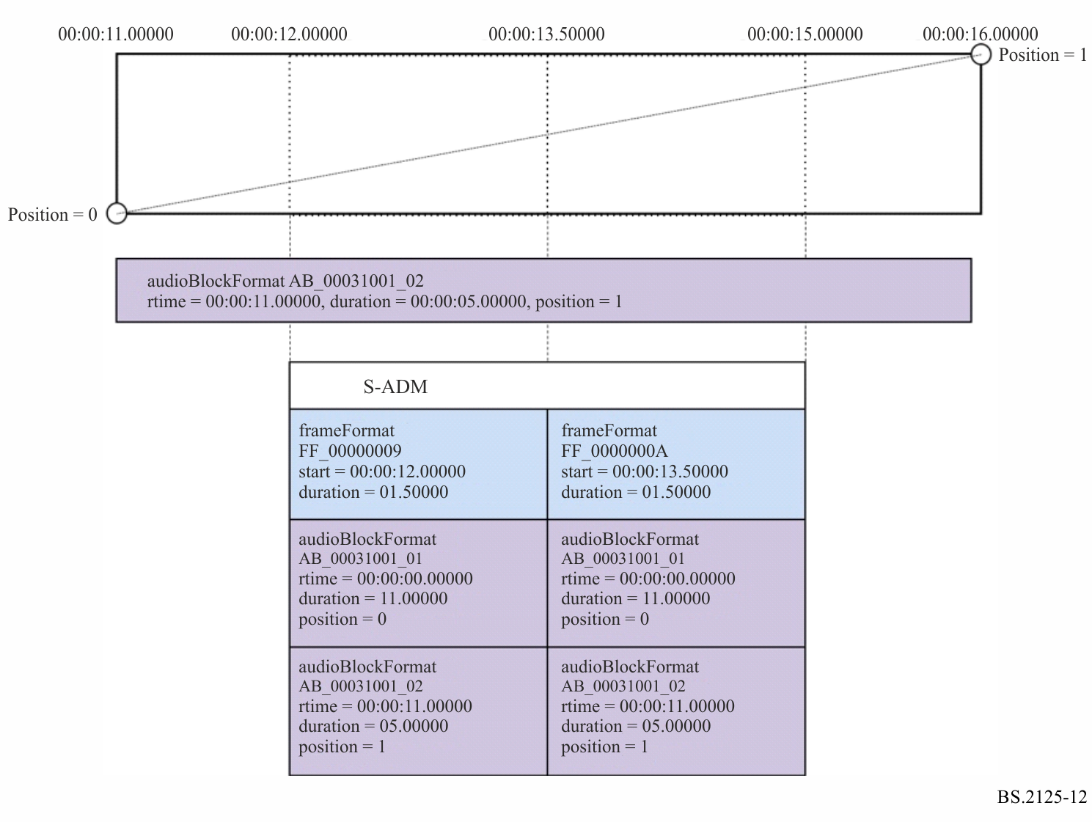 00:00:11.00000 00:00:12.00000 00:00:13.50000 00:00:15.00000 00:00:16.00000
Position = 1
Position = 0
audioBlockFormat AB_00031001_02
rtime = 00:00:11.00000, duration = 00:00:05.00000, position = 1
S-ADM
frameFormat
FF_00000009
start = 00:00:12.00000
duration = 01.50000
frameFormat
FF_0000000A
start = 00:00:13.50000
duration = 01.50000
audioBlockFormat
AB_00031001_01
rtime = 00:00:00.00000
duration = 11.00000
position = 0
audioBlockFormat
AB_00031001_01
rtime = 00:00:00.00000
duration = 11.00000
position = 0
audioBlockFormat
AB_00031001_02
rtime = 00:00:11.00000
duration = 05.00000
position = 1
audioBlockFormat
AB_00031001_02
rtime = 00:00:11.00000
duration = 05.00000
position = 1
BS.2125-12